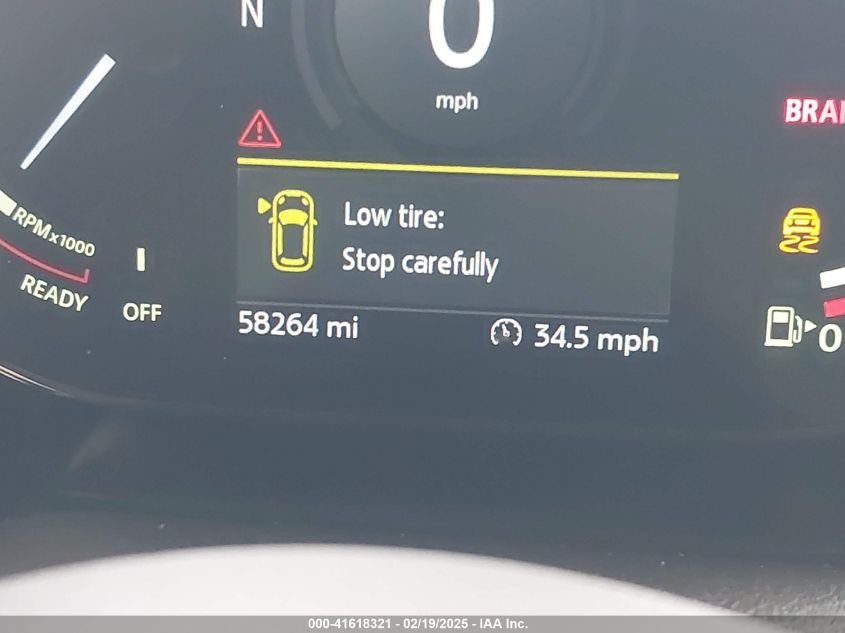 N
0
mph
BRA
Low tire:
Stop carefully
RPMx1000
READY
OFF
58264 mi
34.5 mph
0
000-41618321 - 02/19/2025 - IAA Inc.